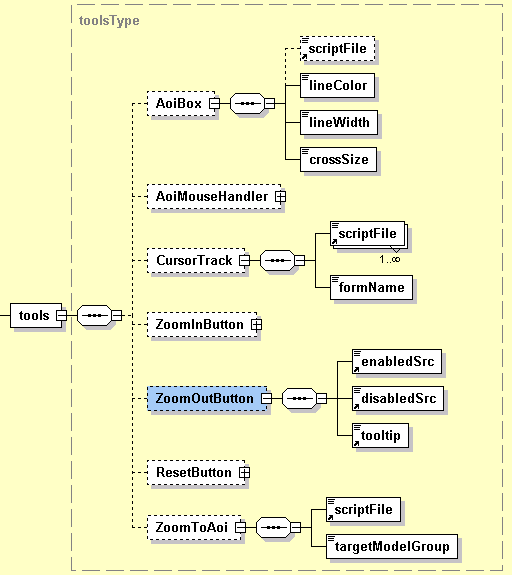 toolsType
scriptFile
AoiBox
lineColor
lineWidth
crossSize
AoiMouseHandler
scriptFile
CursorTrack
1..∞
formName
tools
ZoomInButton
enabledSrc
ZoomOutButton
disabledSrc
tooltip
ResetButton
scriptFile
ZoomToAoi
targetModelGroup